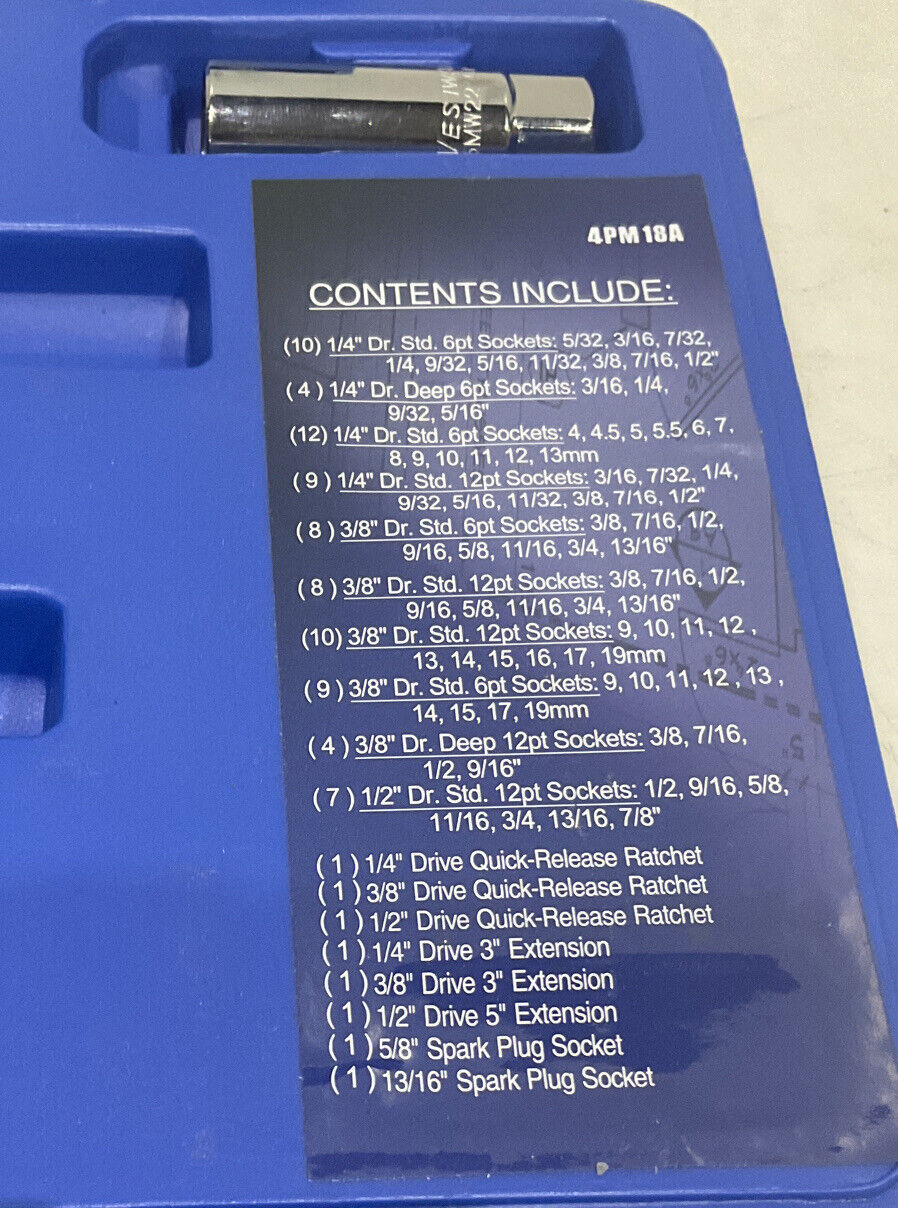 VES
MW22
4PM18A
CONTENTS INCLUDE:
(10) 1/4" Dr. Std. 6pt Sockets: 5/32, 3/16, 7/32,
1/4, 9/32, 5/16, 11/32, 3/8, 7/16, 1/2"
( 4 ) 1/4" Dr. Deep 6pt Sockets: 3/16, 1/4,
9/32, 5/16"
(12) 1/4" Dr. Std. 6pt Sockets: 4, 4.5, 5, 5.5, 6, 7,
8, 9, 10, 11, 12, 13mm
( 9 ) 1/4" Dr. Std. 12pt Sockets: 3/16, 7/32, 1/4,
9/32, 5/16, 11/32, 3/8, 7/16, 1/2"
( 8 ) 3/8" Dr. Std. 6pt Sockets: 3/8, 7/16, 1/2,
9/16, 5/8, 11/16, 3/4, 13/16"
( 8 ) 3/8" Dr. Std. 12pt Sockets: 3/8, 7/16, 1/2,
9/16, 5/8, 11/16, 3/4, 13/16"
(10) 3/8" Dr. Std. 12pt Sockets: 9, 10, 11, 12 ,
13, 14, 15, 16, 17, 19mm
( 9 ) 3/8" Dr. Std. 6pt Sockets: 9, 10, 11, 12 , 13 ,
14, 15, 17, 19mm
( 4 ) 3/8" Dr. Deep 12pt Sockets: 3/8, 7/16,
1/2, 9/16"
( 7 ) 1/2" Dr. Std. 12pt Sockets: 1/2, 9/16, 5/8,
11/16, 3/4, 13/16, 7/8"
( 1 ) 1/4" Drive Quick-Release Ratchet
( 1 ) 3/8" Drive Quick-Release Ratchet
( 1 ) 1/2" Drive Quick-Release Ratchet
( 1 ) 1/4" Drive 3" Extension
( 1 ) 3/8" Drive 3" Extension
( 1 ) 1/2" Drive 5" Extension
( 1 ) 5/8" Spark Plug Socket
( 1 ) 13/16" Spark Plug Socket